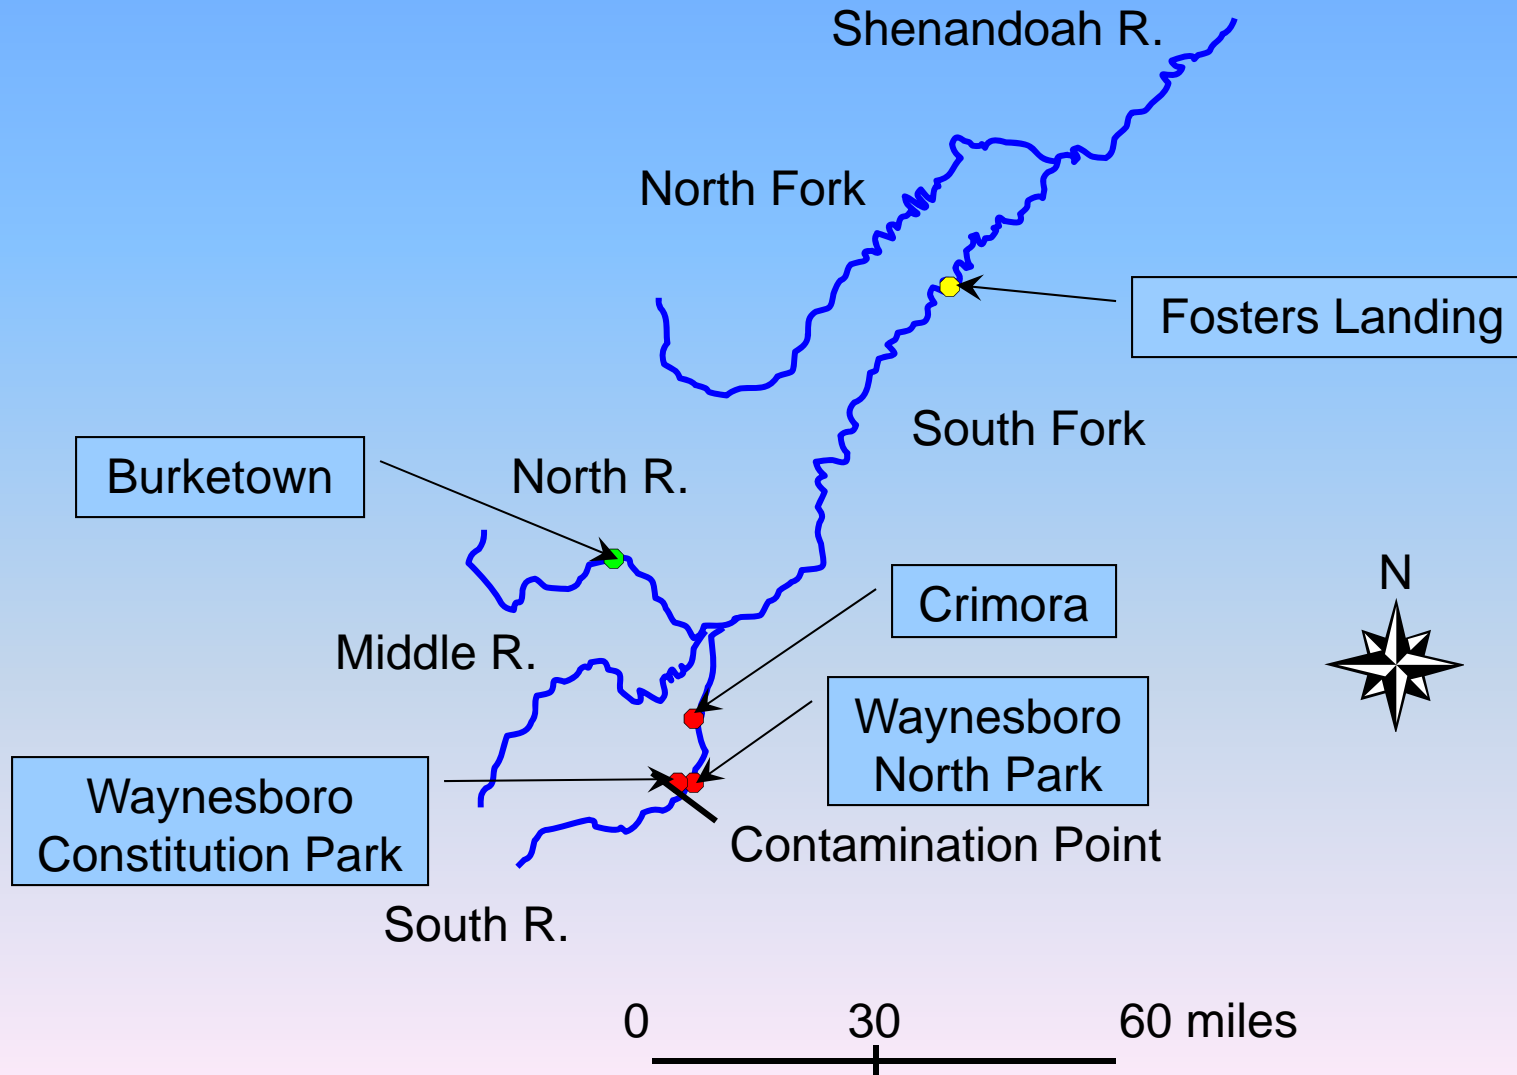 Shenandoah R.
North Fork
Fosters Landing
South Fork
Burketown
North R.
N
Crimora
Middle R.
Waynesboro
North Park
Waynesboro
Constitution Park
Contamination Point
South R.
0 30 60 miles